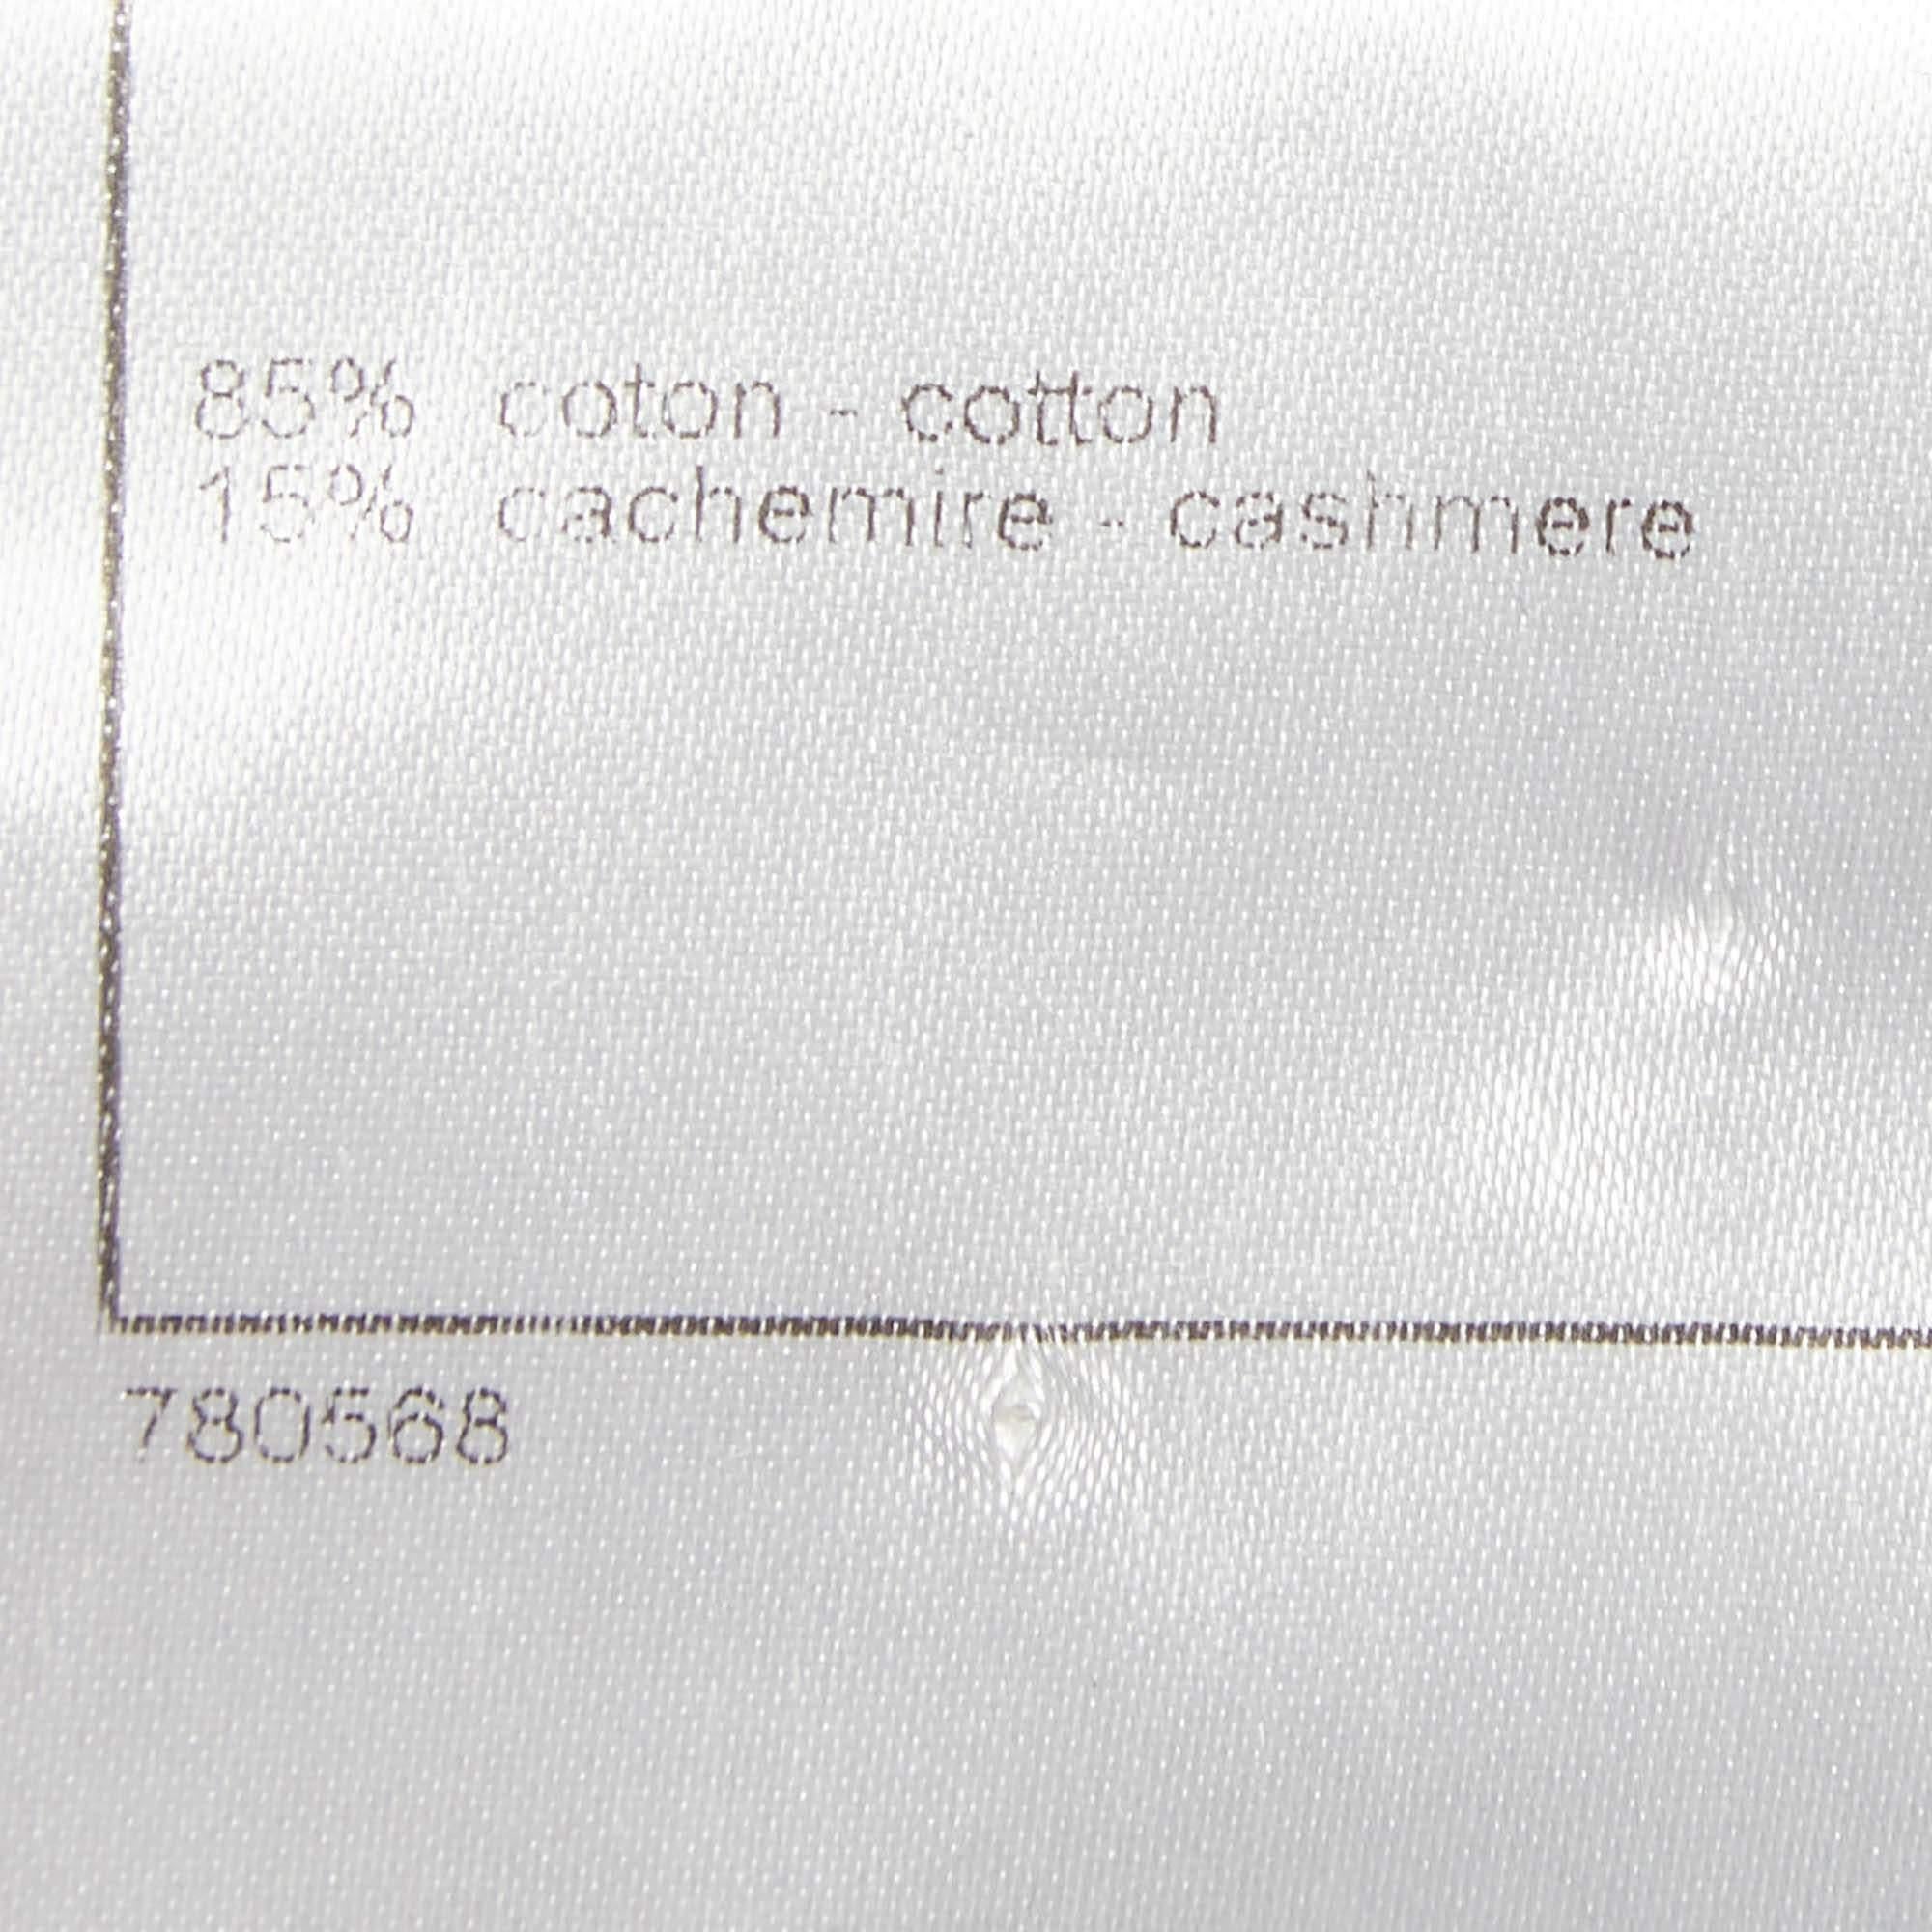 85% coton - cotton
15% cachemire - cashmere
780568